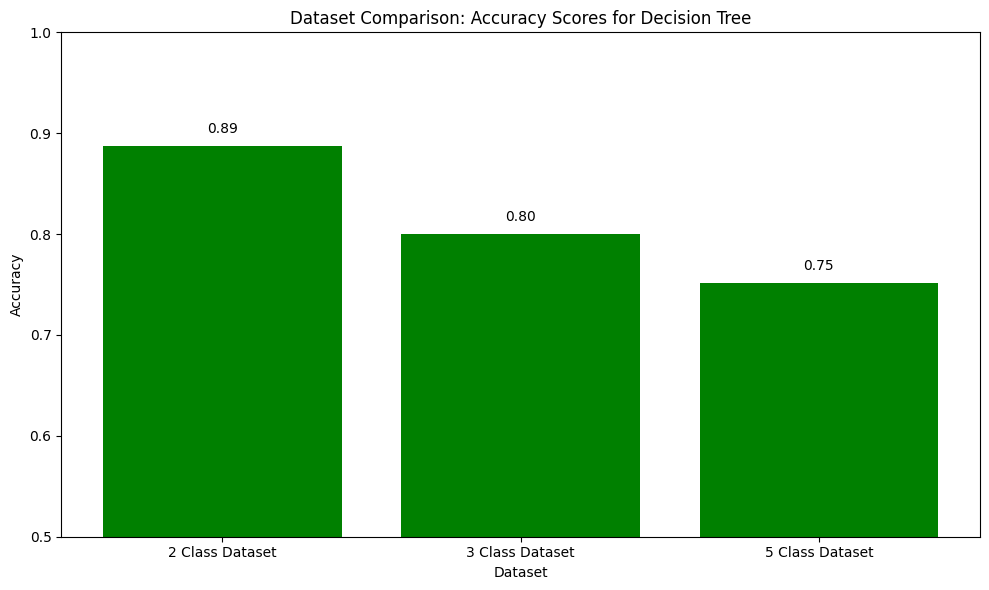 Dataset Comparison: Accuracy Scores for Decision Tree
1.0
0.9
0.8
0.7
0.6
0.5
Accuracy
0.89
0.80
0.75
2 Class Dataset
3 Class Dataset
5 Class Dataset
Dataset